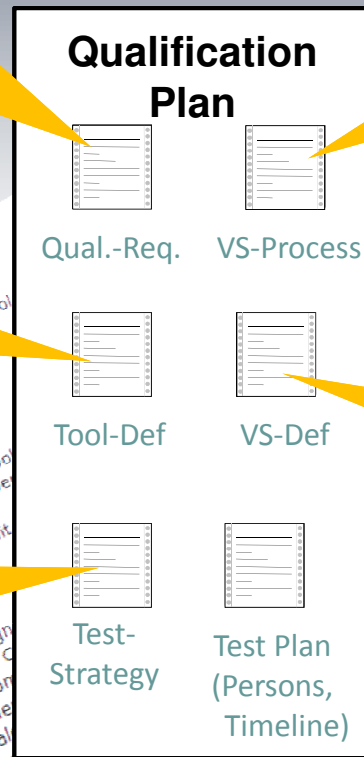 Qualification
Plan
Qual.-Req. VS-Process
Tool-Def VS-Def
Test-
Strategy
Test Plan
(Persons,
Timeline)